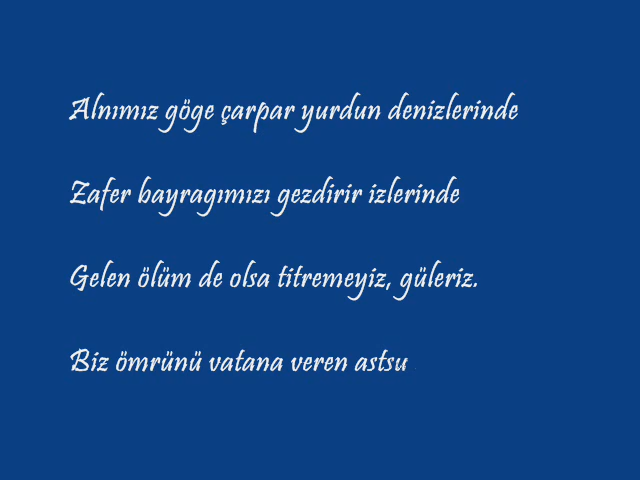 Alnımız göge çarpar yurdun denizlerinde
Zafer bayragımızı gezdirir izlerinde
Gelen ölüm de olsa titremeyiz, güleriz.
Biz ömrünü vatana veren astsu